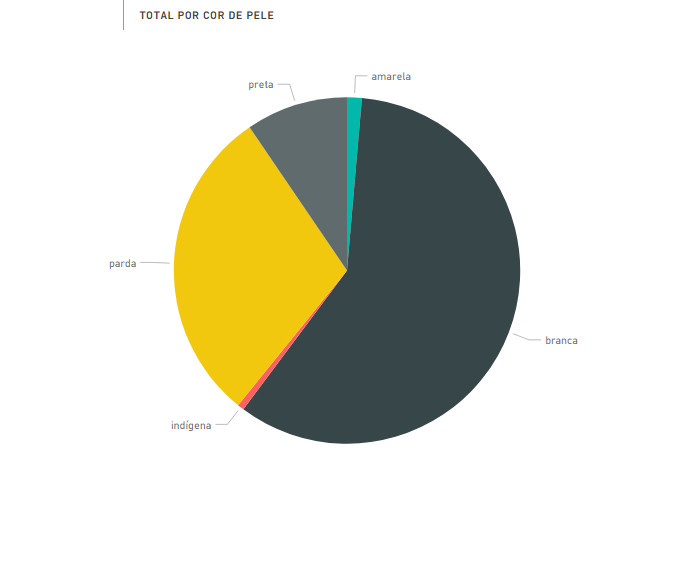 TOTAL POR COR DE PELE
amarela
preta
parda
branca
indígena